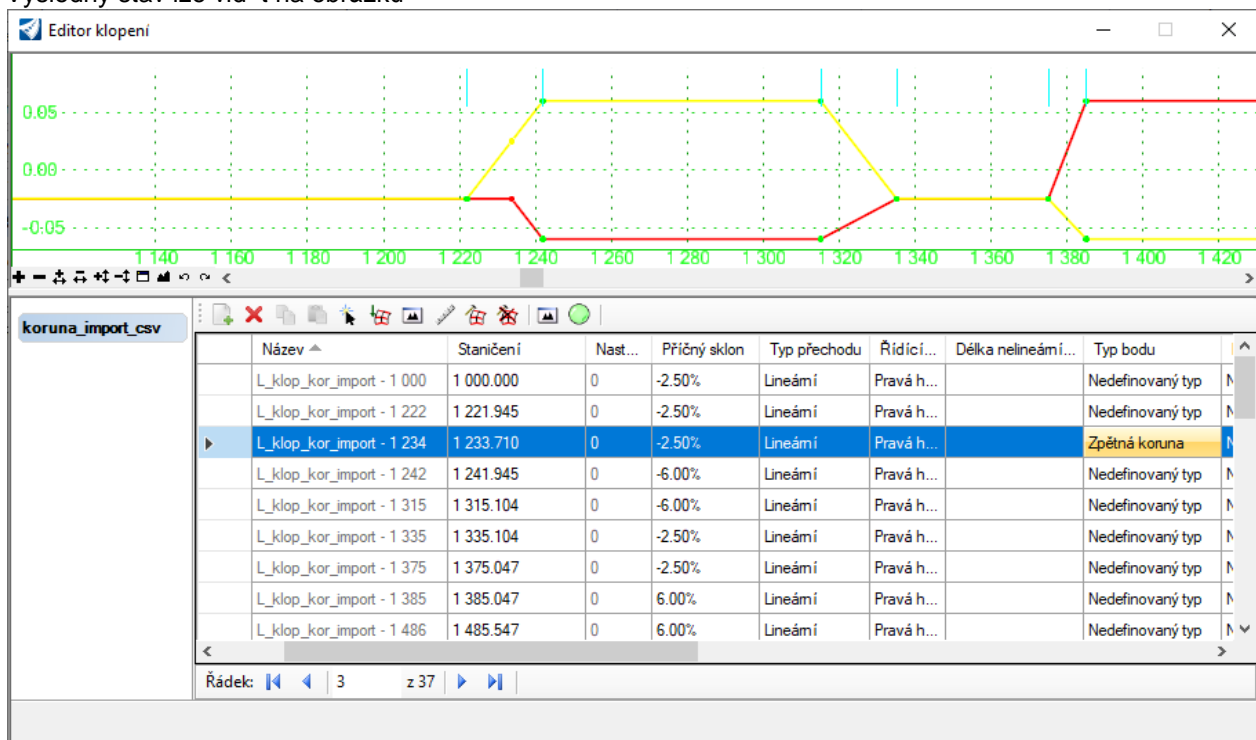 Výsledný stav lze vid t na obrázku
Editor klopení
0.05
0.00
-0.05
1 140 1 160 1 180 1 200 1 220 1 240 1 260 1 280 1 300 1 320 1 340 1 360 1 380 1 400 1 420
koruna_import_csv
Název Staničení Nast... Příčný sklon Typ přechodu Řídící... Délka nelineární... Typ bodu
L_klop_kor_import - 1 000 1 000.000 0 -2.50% Lineární Pravá h... Nedefinovaný typ N
L_klop_kor_import - 1 222 1 221.945 0 -2.50% Lineární Pravá h... Nedefinovaný typ N
L_klop_kor_import - 1 234 1 233.710 0 -2.50% Lineární Pravá h... Zpětná koruna N
L_klop_kor_import - 1 242 1 241.945 0 -6.00% Lineární Pravá h... Nedefinovaný typ N
L_klop_kor_import - 1 315 1 315.104 0 -6.00% Lineární Pravá h... Nedefinovaný typ N
L_klop_kor_import - 1 335 1 335.104 0 -2.50% Lineární Pravá h... Nedefinovaný typ N
L_klop_kor_import - 1 375 1 375.047 0 -2.50% Lineární Pravá h... Nedefinovaný typ N
L_klop_kor_import - 1 385 1 385.047 0 6.00% Lineární Pravá h... Nedefinovaný typ N
L_klop_kor_import - 1 486 1 485.547 0 6.00% Lineární Pravá h... Nedefinovaný typ N
Řádek: 3 z 37